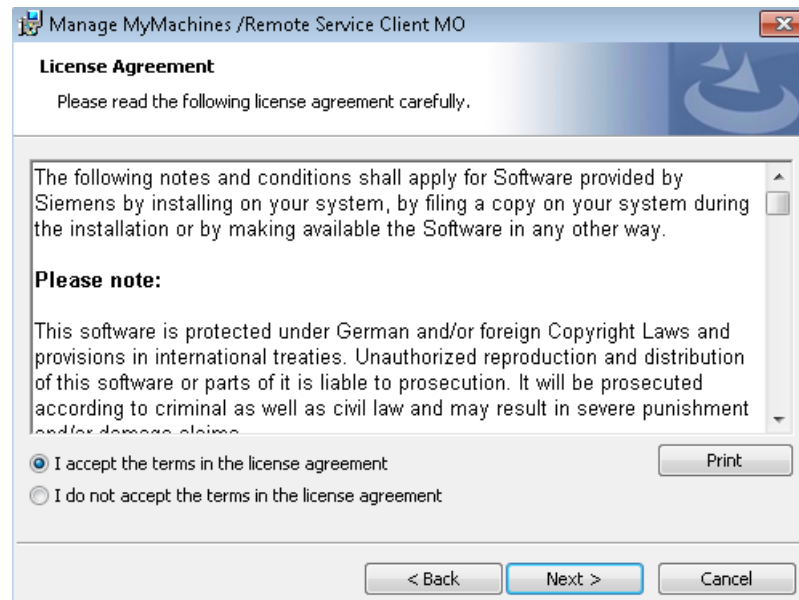 Manage MyMachines /Remote Service Client MO
License Agreement
Please read the following license agreement carefully.
The following notes and conditions shall apply for Software provided by
Siemens by installing on your system, by filing a copy on your system during
the installation or by making available the Software in any other way.
Please note:
This software is protected under German and/or foreign Copyright Laws and
provisions in international treaties. Unauthorized reproduction and distribution
of this software or parts of it is liable to prosecution. It will be prosecuted
according to criminal as well as civil law and may result in severe punishment
and/or damage claims.
I accept the terms in the license agreement
Print
I do not accept the terms in the license agreement
< Back
Next >
Cancel